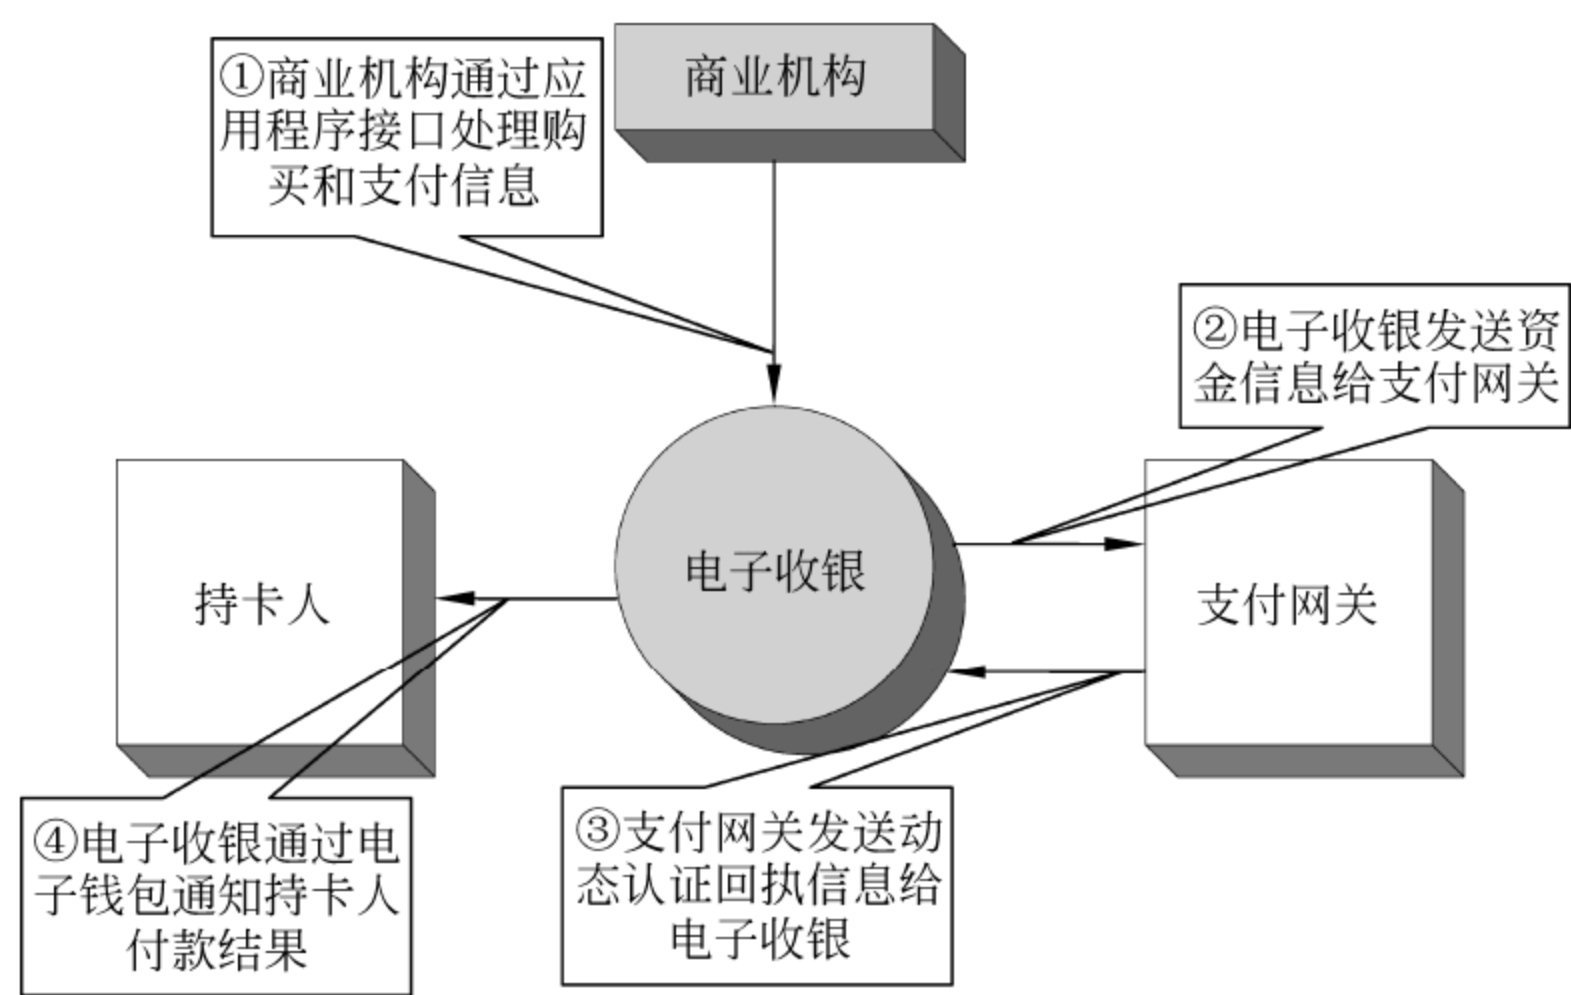 商业机构
①商业机构通过应
用程序接口处理购
买和支付信息
②电子收银发送资
金信息给支付网关
持卡人
电子收银
支付网关
④电子收银通过电
子钱包通知持卡人
付款结果
③支付网关发送动
态认证回执信息给
电子收银